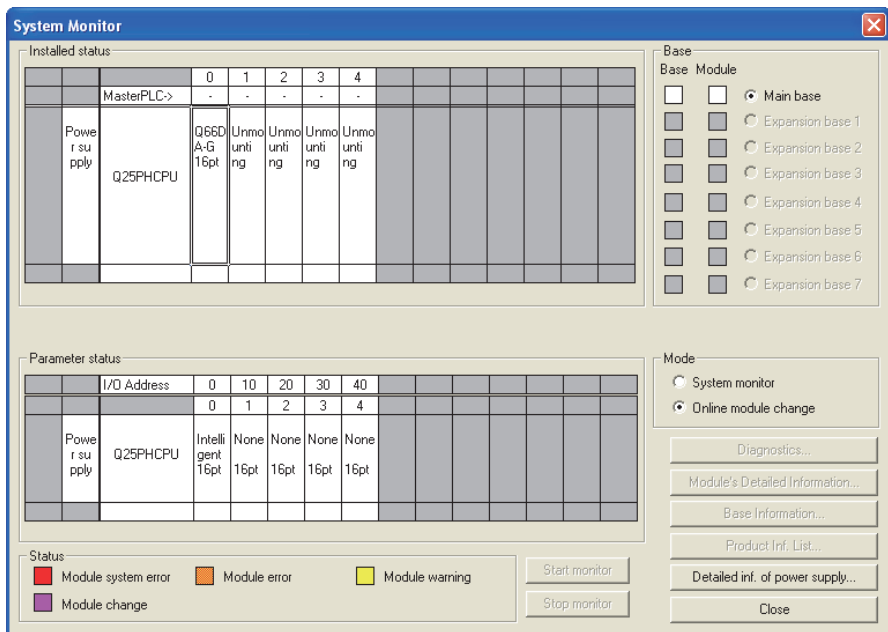 System Monitor
Installed status
0 1 2 3 4
MasterPLC-> - - - - -
Powe
r su
pply
Q25PHCPU
Q66D
A-G
16pt
Unmo
unti
ng
Unmo
unti
ng
Unmo
unti
ng
Unmo
unti
ng
Base
Base Module
Main base
Expansion base 1
Expansion base 2
Expansion base 3
Expansion base 4
Expansion base 5
Expansion base 6
Expansion base 7
Parameter status
I/O Address 0 10 20 30 40
0 1 2 3 4
Powe
r su
pply
Q25PHCPU
Intelli
gent
16pt
None
16pt
None
16pt
None
16pt
None
16pt
Mode
System monitor
Online module change
Diagnostics...
Module's Detailed Information...
Base Information...
Product Inf. List...
Detailed inf. of power supply...
Close
Status
Module system error
Module error
Module warning
Module change
Start monitor
Stop monitor